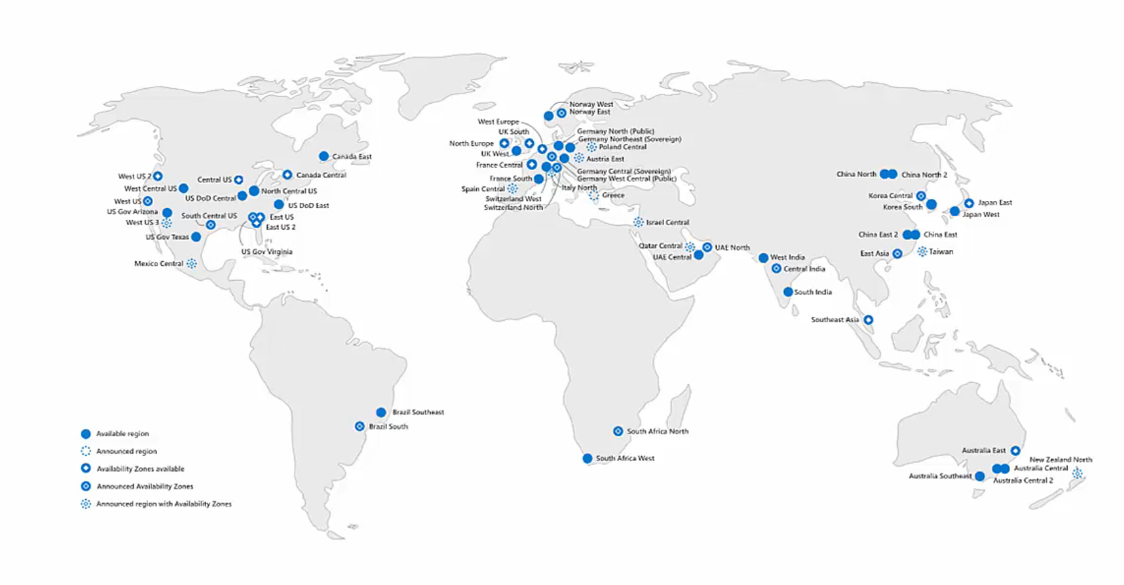 Norway West
Norway East
West Europe
UK South
North Europe
UK West
France Central
France South
Spain Central
Switzerland West
Switzerland North
Germany North (Public)
Germany Northeast (Sovereign)
Poland Central
Austria East
Germany Central (Sovereign)
Germany West Central (Public)
Italy North
Greece
Canada East
Canada Central
West US 2
Central US
West Central US
North Central US
West US
US DoD Central
US DoD East
US Gov Arizona
South Central US
East US
West US 3
East US 2
US Gov Texas
US Gov Virginia
Mexico Central
Israel Central
Qatar Central
UAE North
UAE Central
West India
Central India
South India
China North
China North 2
Korea Central
Korea South
Japan East
Japan West
China East 2
China East
East Asia
Taiwan
Southeast Asia
Brazil Southeast
Brazil South
South Africa North
South Africa West
Australia East
New Zealand North
Australia Central
Australia Southeast
Australia Central 2
Available region
Announced region
Availability Zones available
Announced Availability Zones
Announced region with Availability Zones